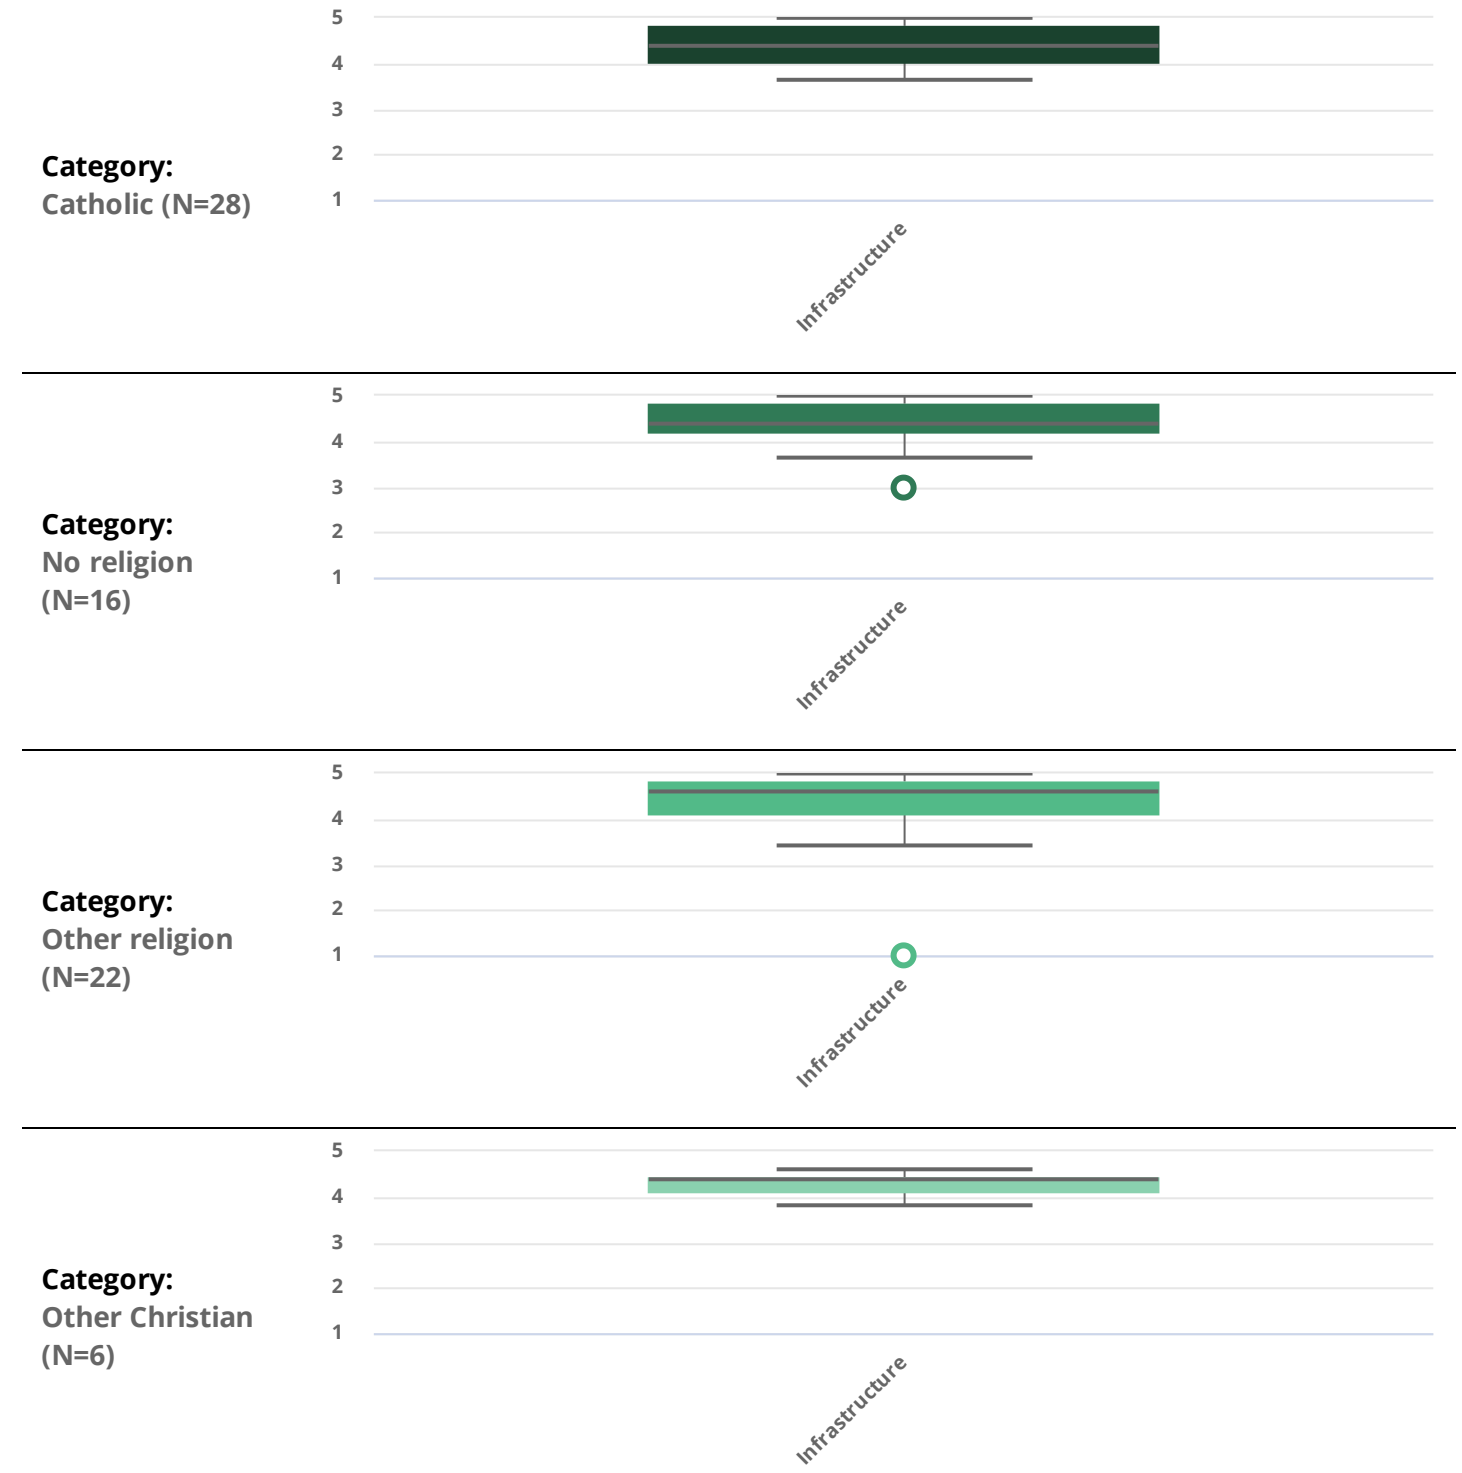 5
4
3
2
1
Category:
Catholic (N=28)
Infrastructure
5
4
3
2
1
Category:
No religion
(N=16)
Infrastructure
5
4
3
2
1
Category:
Other religion
(N=22)
Infrastructure
5
4
3
2
1
Category:
Other Christian
(N=6)
Infrastructure